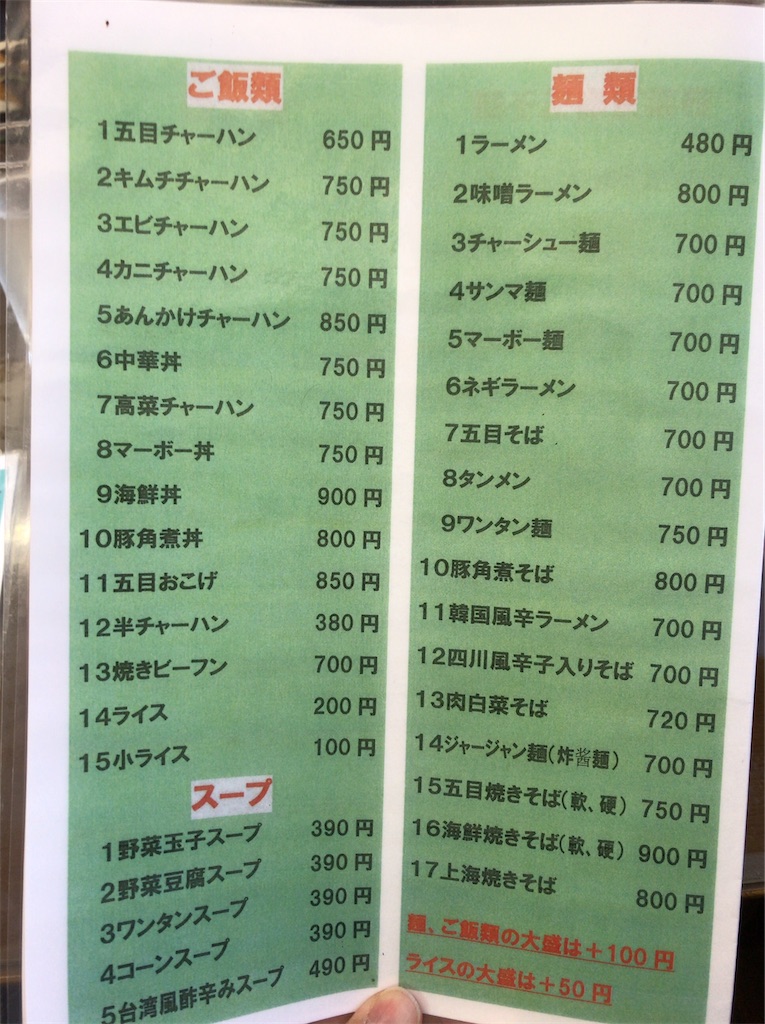 ご飯類
1五目チャーハン 650円
2キムチチャーハン 750円
3エビチャーハン 750円
4カニチャーハン 750円
5あんかけチャーハン 850円
6中華丼 750円
7高菜チャーハン 750円
8マーボー丼 750円
9海鮮丼 900円
10豚角煮丼 800円
11五目おこげ 850円
12半チャーハン 380円
13焼きビーフン 700円
14ライス 200円
15小ライス 100円
スープ
1野菜玉子スープ 390円
2野菜豆腐スープ 390円
3ワンタンスープ 390円
4コーンスープ 390円
5台湾風酢辛みスープ 490円
麺類
1ラーメン 480円
2味噌ラーメン 800円
3チャーシュー麺 700円
4サンマ麺 700円
5マーボー麺 700円
6ネギラーメン 700円
7五目そば 700円
8タンメン 700円
9ワンタン麺 750円
10豚角煮そば 800円
11韓国風辛ラーメン 700円
12四川風辛子入りそば 700円
13肉白菜そば 720円
14ジャージャン麺(炸醤麺) 700円
15五目焼きそば(軟、硬) 750円
16海鮮焼きそば(軟、硬) 900円
17上海焼きそば 800円
麺、ご飯類の大盛は＋100円
ライスの大盛は＋50円